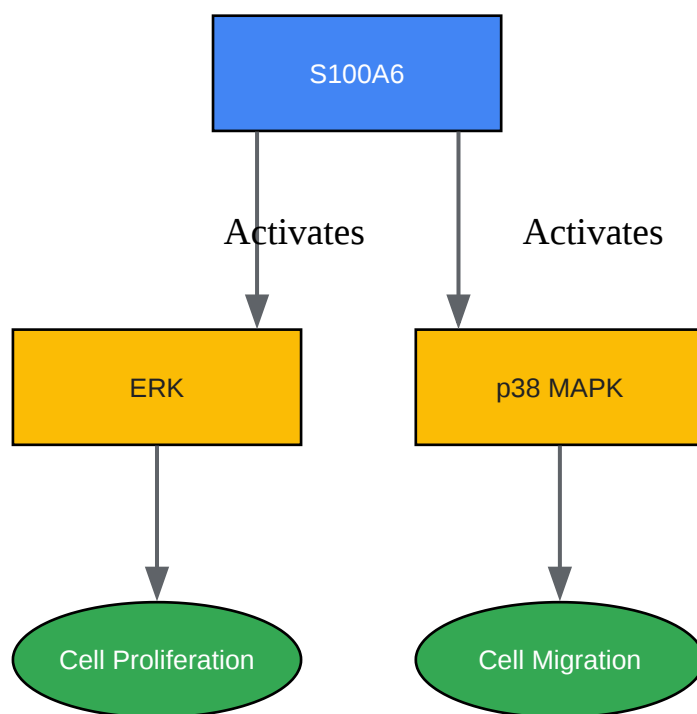 S100A6
Activates
Activates
ERK
p38 MAPK
Cell Proliferation
Cell Migration